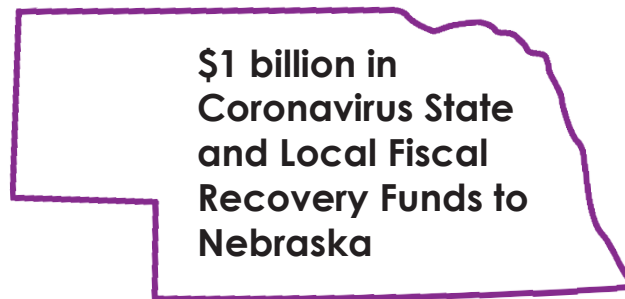 $1 billion in
Coronavirus State
and Local Fiscal
Recovery Funds to
Nebraska